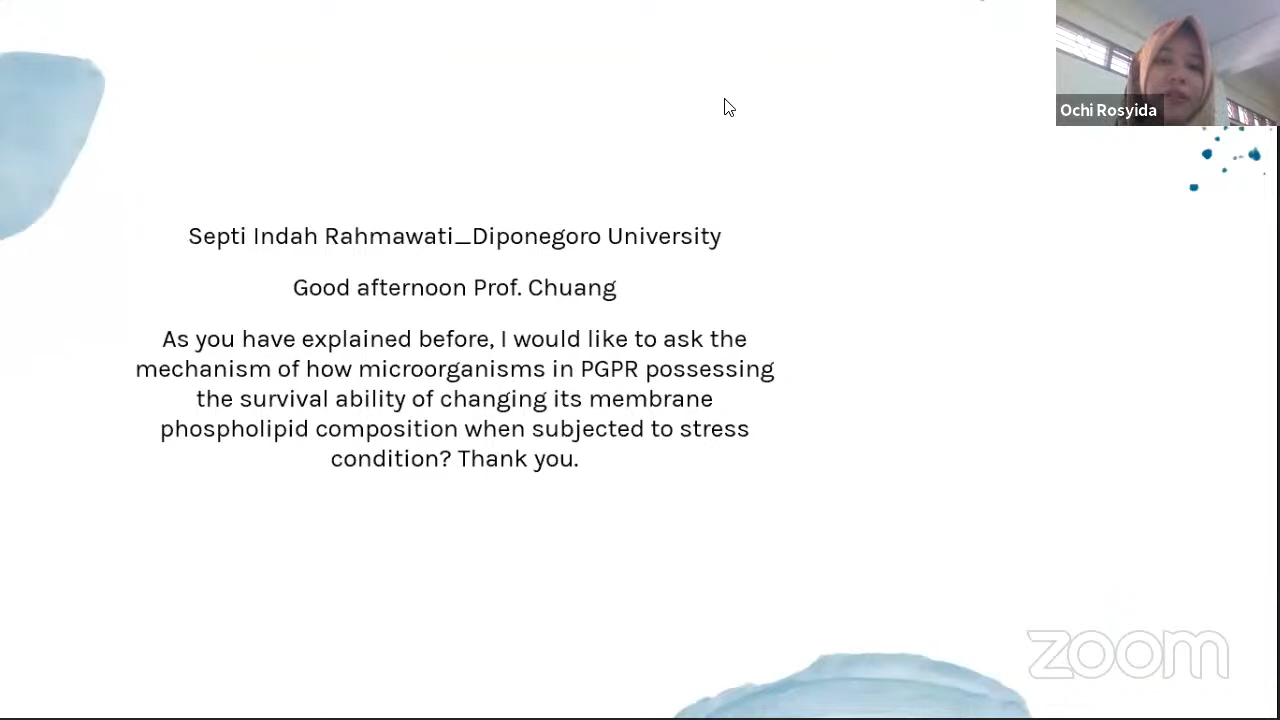 Ochi Rosyida
Septi Indah Rahmawati_Diponegoro University
Good afternoon Prof. Chuang
As you have explained before, I would like to ask the
mechanism of how microorganisms in PGPR possessing
the survival ability of changing its membrane
phospholipid composition when subjected to stress
condition? Thank you.
zoom